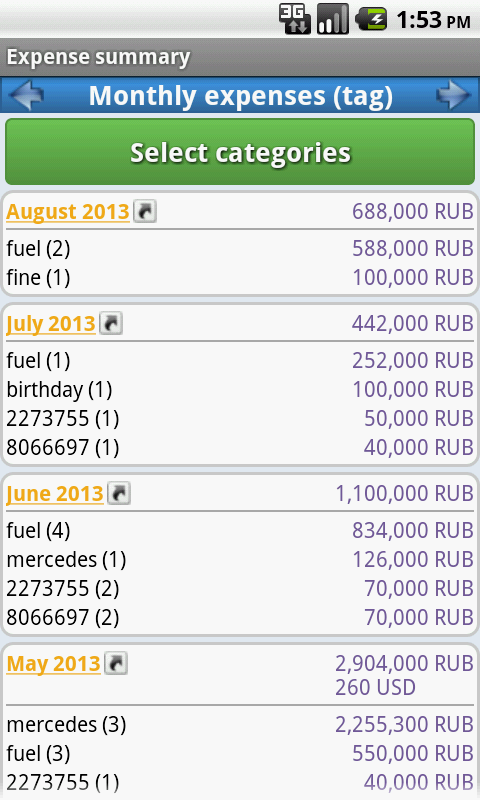 3G 1:53 PM
Expense summary
Monthly expenses (tag)
Select categories
August 2013 688,000 RUB
fuel (2) 588,000 RUB
fine (1) 100,000 RUB
July 2013 442,000 RUB
fuel (1) 252,000 RUB
birthday (1) 100,000 RUB
2273755 (1) 50,000 RUB
8066697 (1) 40,000 RUB
June 2013 1,100,000 RUB
fuel (4) 834,000 RUB
mercedes (1) 126,000 RUB
2273755 (2) 70,000 RUB
8066697 (2) 70,000 RUB
May 2013 2,904,000 RUB
260 USD
mercedes (3) 2,255,300 RUB
fuel (3) 550,000 RUB
2273755 (1) 40,000 RUB